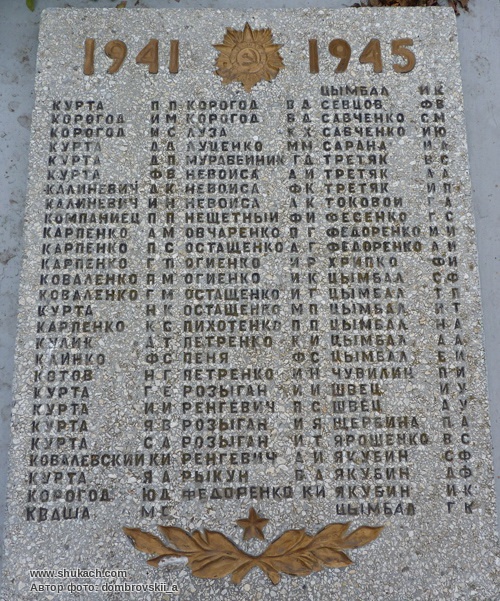 1941 1945
ЦЫМБАЛ И К
КУРТА П П КОРОГОД В Д СЕВЦОВ Ф В
КОРОГОД И М КОРОГОД В А САВЧЕНКО С М
КОРОГОД И С ЛУЗА К Х САВЧЕНКО И Ю
КУРТА Д Д ЛУЦЕНКО М М САРАНА
КУРТА Д П МУРАВЕЙНИК Г Д ТРЕТЯК В С
КУРТА Ф В НЕВОЙСА Д И ТРЕТЯК А А
КАЛИНЕВИЧ А К НЕВОЙСА Ф К ТРЕТЯК И П
КАЛИНЕВИЧ И Н НЕВОЙСА А К ТОКОВОЙ Г А
КОМПАНИЕЦ П П НЕЩЕТНЫЙ Ф И ФЕСЕНКО Г С
КАРПЕНКО А М ОВЧАРЕНКО П Г ФЕДОРЕНКО И И
КАРПЕНКО П С ОСТАЩЕНКО А Г ФЕДОРЕНКО А Н
КАРПЕНКО Г П ОГИЕНКО И Р ХРИПКО Ф И
КОВАЛЕНКО П М ОГИЕНКО И К ЦЫМБАЛ С Ф
КОВАЛЕНКО Г М ОСТАЩЕНКО И Г ЦЫМБАЛ Т П
КУРТА Н К ОСТАЩЕНКО М П ЦЫМБАЛ И Т
КАРПЕНКО К С ПИХОТЕНКО П П ЦЫМБАЛ Н А
КУЛИК Д Т ПЕТРЕНКО К И ЦЫМБАЛ А А
КЛИНКО Ф С ПЕНЯ Ф С ЦЫМБАЛ Е И
КОТОВ Н Г ПЕТРЕНКО И Н ЧУВИЛИН П И
КУРТА Г Е РОЗЫГАН И И ШВЕЦ И У
КУРТА И И РЕНГЕВИЧ П С ШВЕЦ А У
КУРТА Я В РОЗЫГАН И Я ЩЕРБИНА П А
КУРТА С А РОЗЫГАН И Т ЯРОШЕНКО В С
КОВАЛЕВСКИЙ К И РЕНГЕВИЧ Д И ЯКУБИН С Ф
КУРТА Я А РЫКУН Б А ЯКУБИН Д Ф
КОРОГОД Ю Д ФЕДОРЕНКО К И ЯКУБИН И К
КВАША М С ЦЫМБАЛ Г К
www.shukach.com
Автор фото: dombrovskii_a